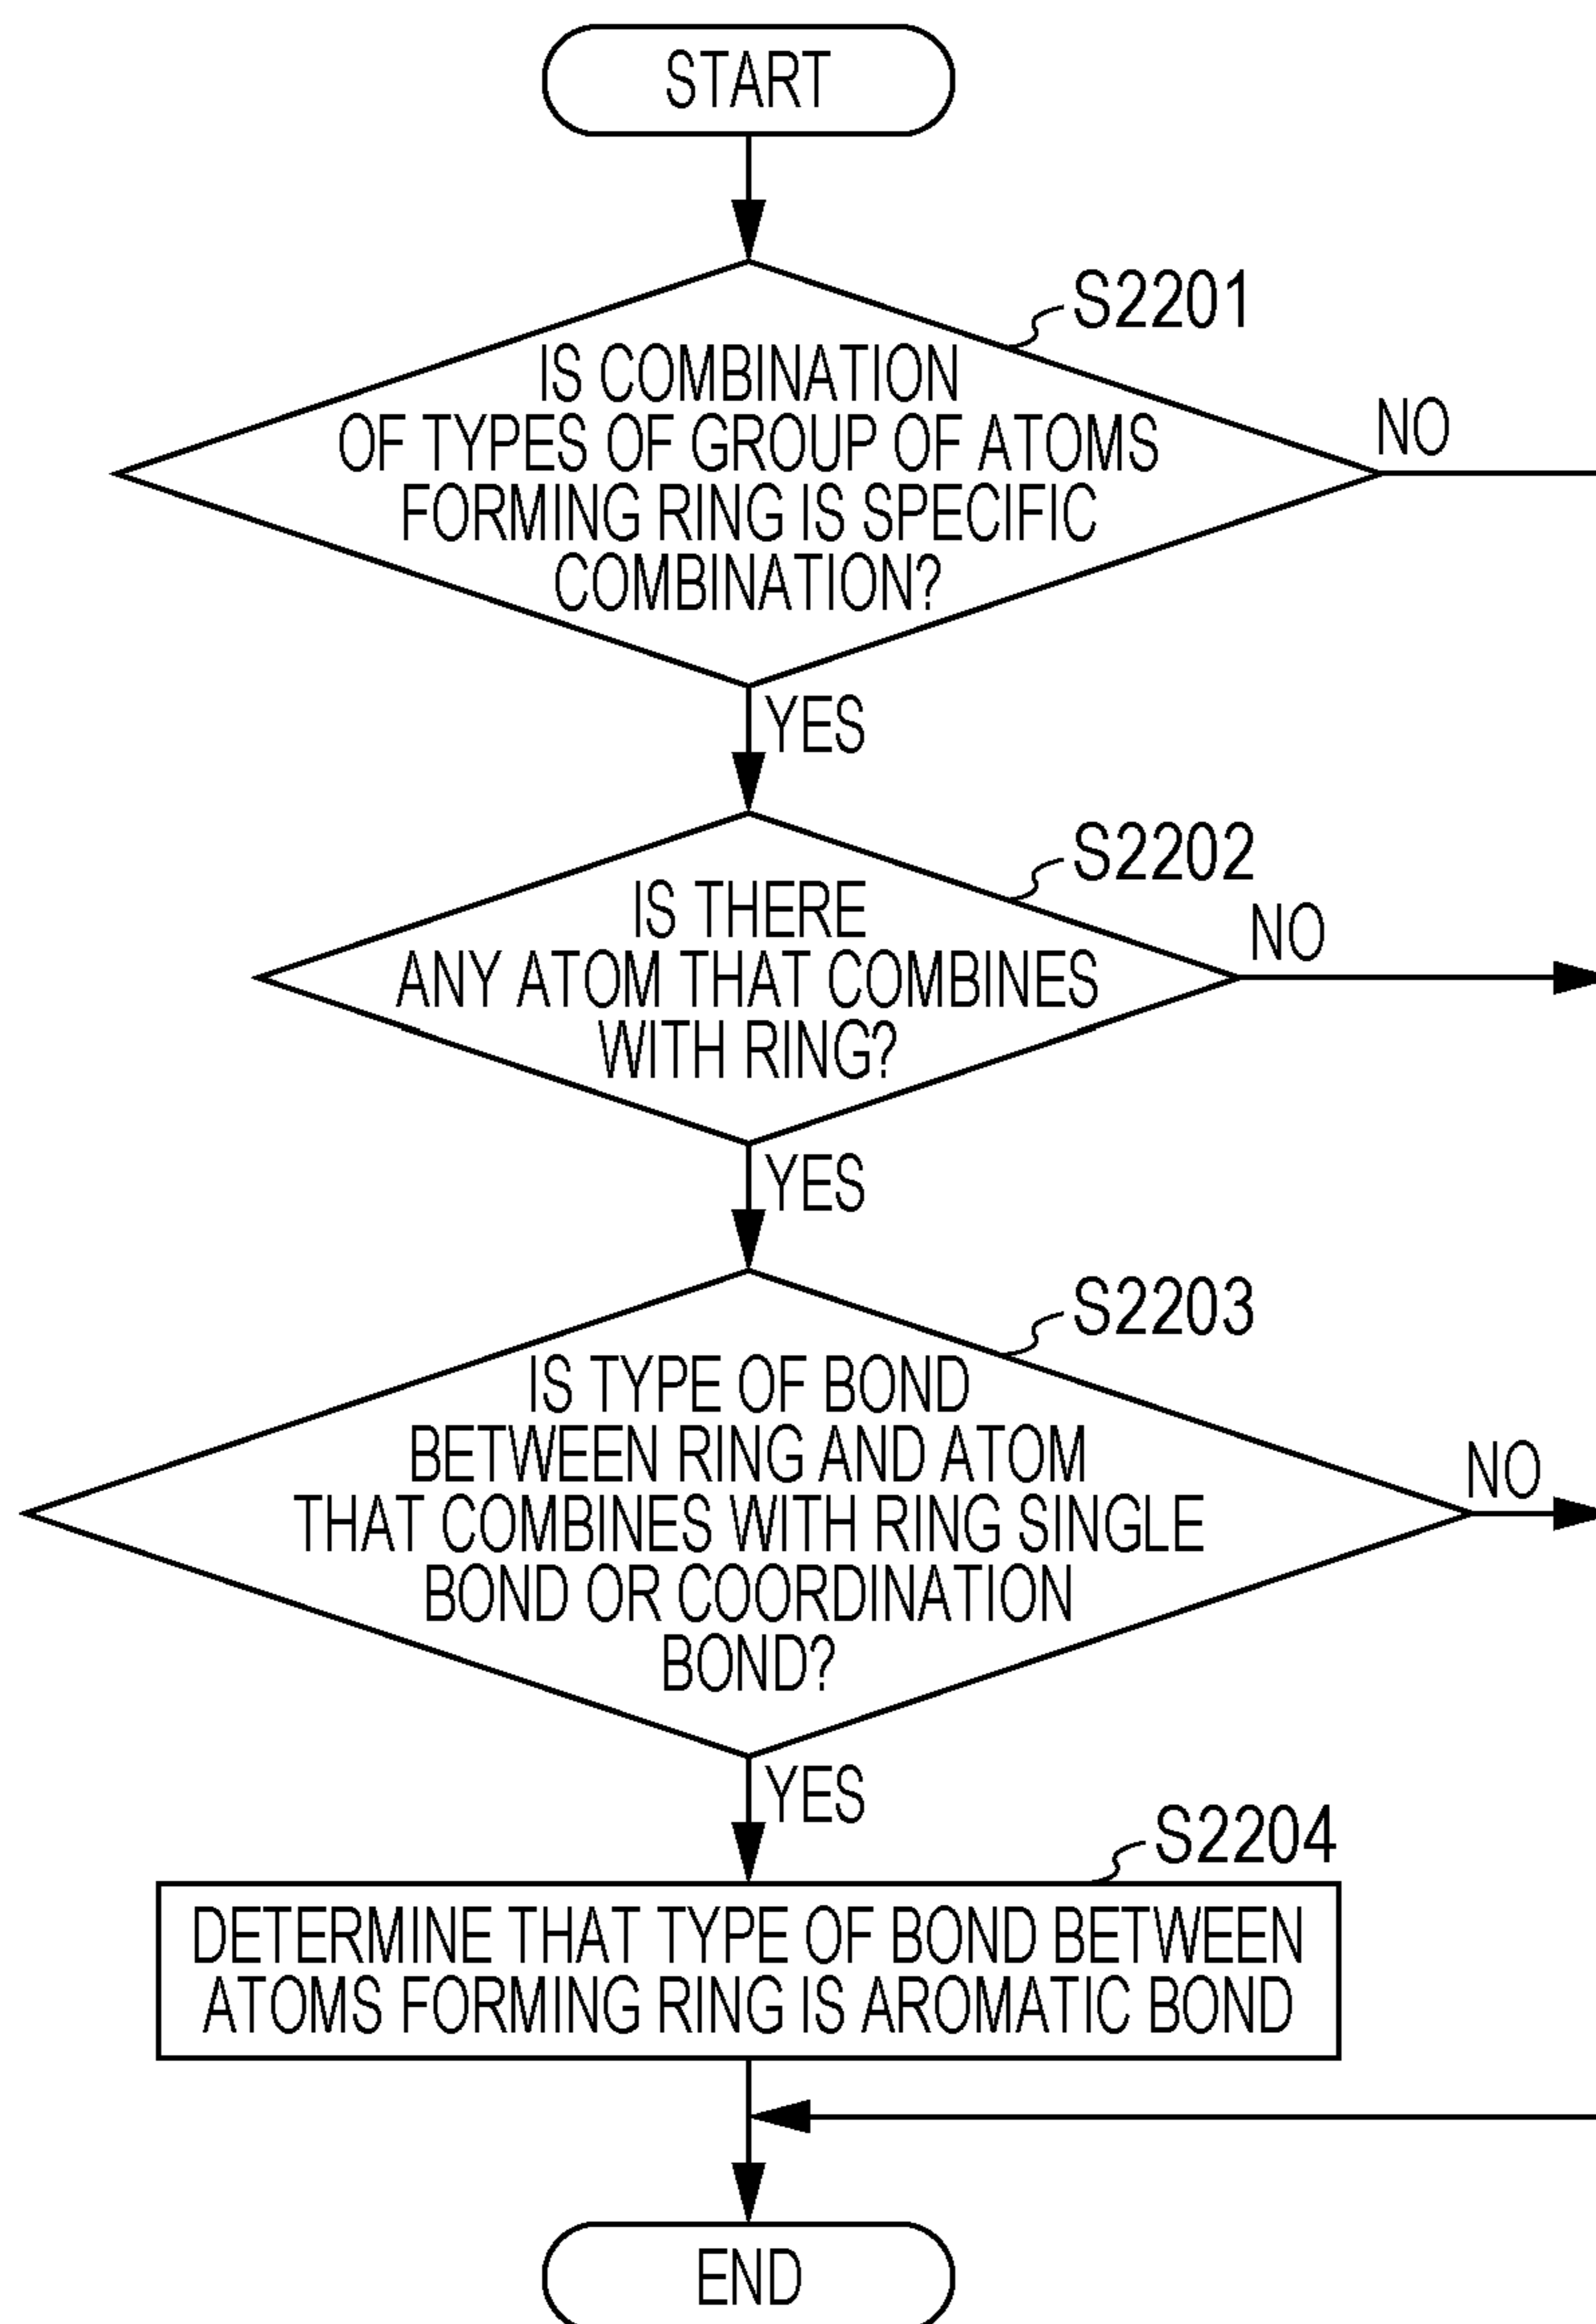 START
S2201
IS COMBINATION
OF TYPES OF GROUP OF ATOMS
FORMING RING IS SPECIFIC
COMBINATION?
NO
YES
S2202
IS THERE
ANY ATOM THAT COMBINES
WITH RING?
NO
YES
S2203
IS TYPE OF BOND
BETWEEN RING AND ATOM
THAT COMBINES WITH RING SINGLE
BOND OR COORDINATION
BOND?
NO
YES
S2204
DETERMINE THAT TYPE OF BOND BETWEEN
ATOMS FORMING RING IS AROMATIC BOND
END